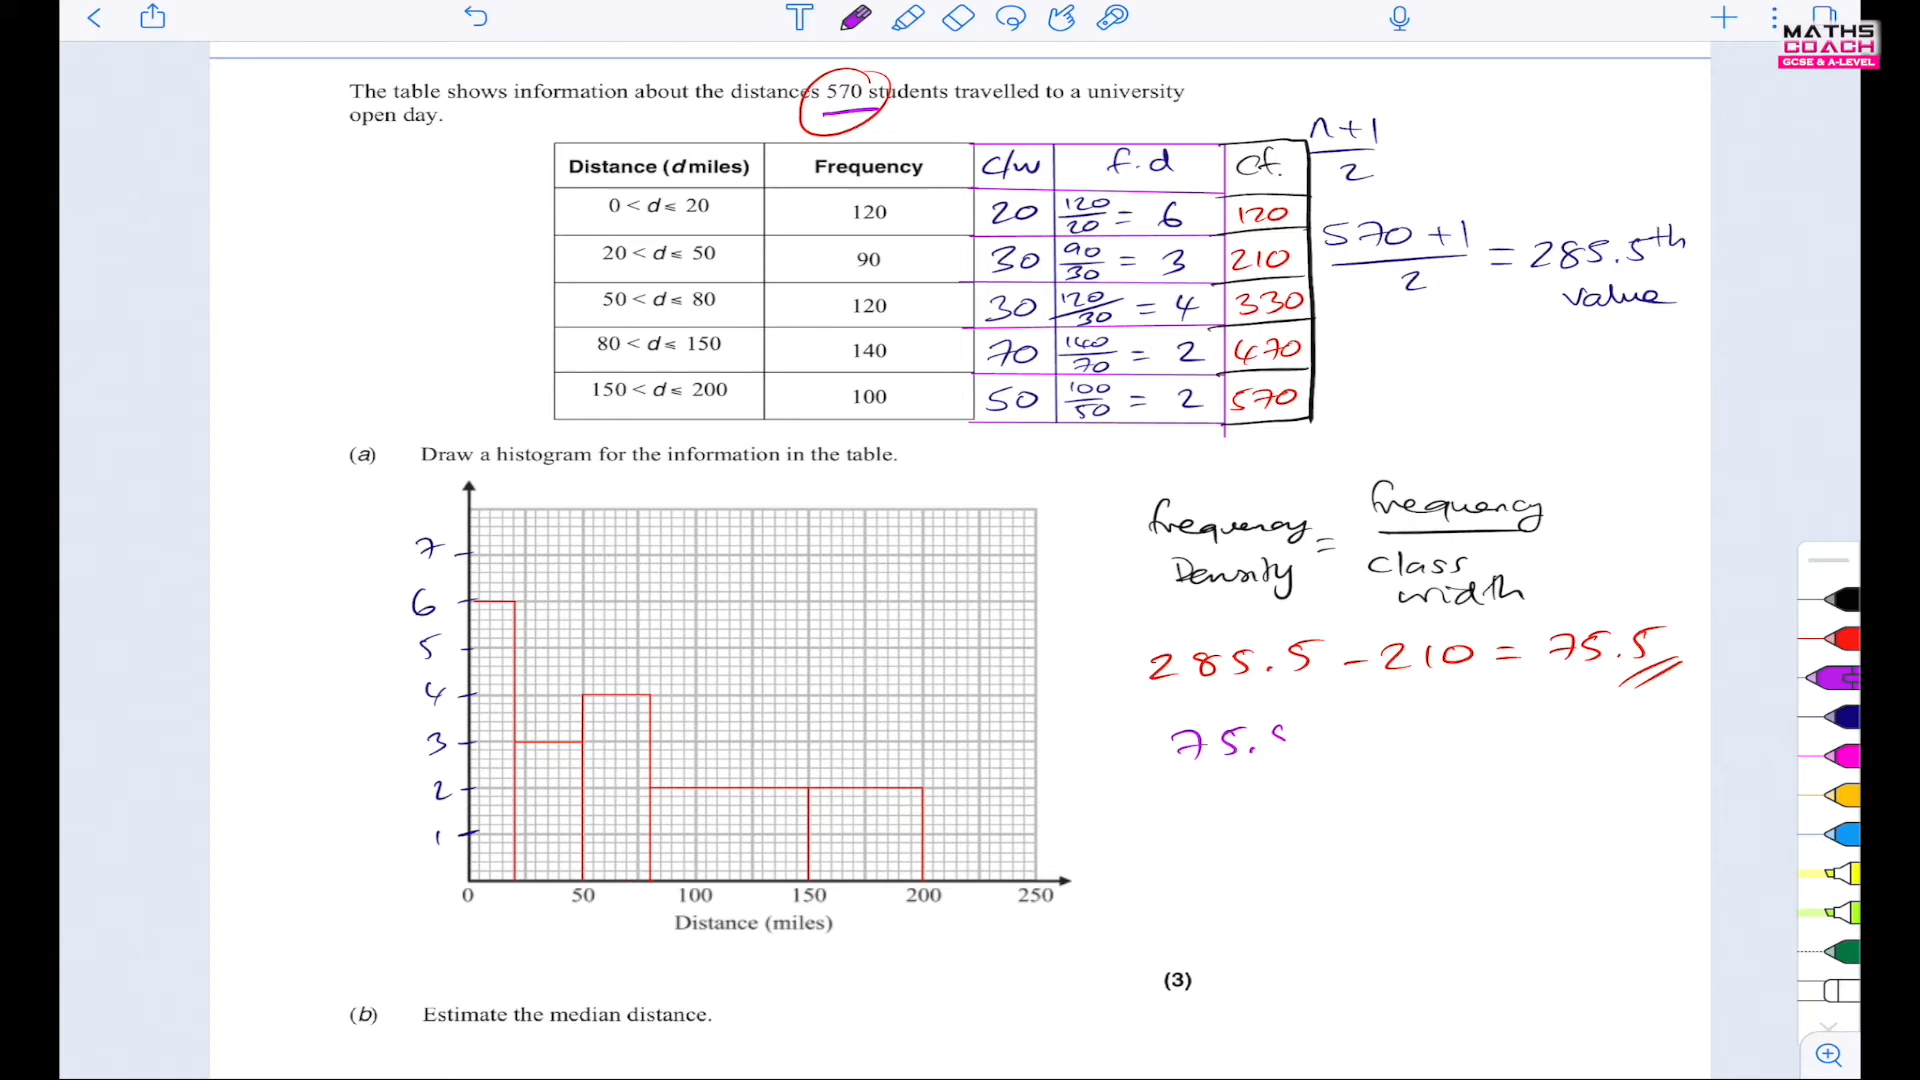 MATHS
COACH
GCSE & A-LEVEL
The table shows information about the distances 570 students travelled to a university
open day.
n+1
2
Distance (d miles) Frequency c/w f.d cf.
0 < d ⩽ 20 120 20 120/20 = 6 120
20 < d ⩽ 50 90 30 90/30 = 3 210
50 < d ⩽ 80 120 30 120/30 = 4 330
80 < d ⩽ 150 140 70 140/70 = 2 470
150 < d ⩽ 200 100 50 100/50 = 2 570
570 + 1
2
= 285.5th
value
(a) Draw a histogram for the information in the table.
frequency
Density
=
frequency
class
width
285.5 - 210 = 75.5
75.
7
6
5
4
3
2
1
0 50 100 150 200 250
Distance (miles)
(3)
(b) Estimate the median distance.